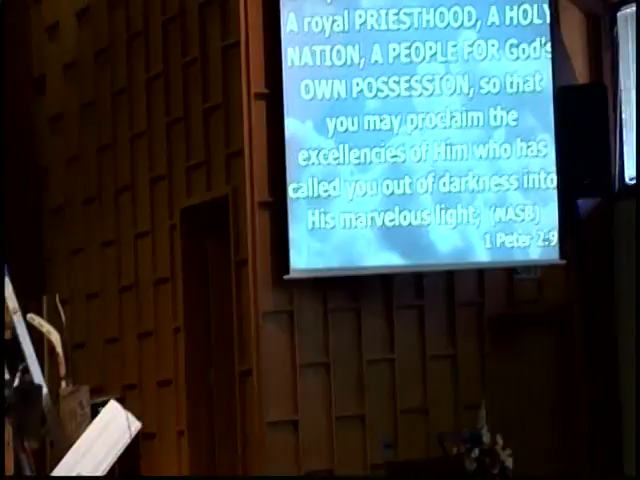 A royal PRIESTHOOD, A HOLY
NATION, A PEOPLE FOR God's
OWN POSSESSION, so that
you may proclaim the
excellencies of Him who has
called you out of darkness into
His marvelous light; (NASB)
1 Peter 2:9